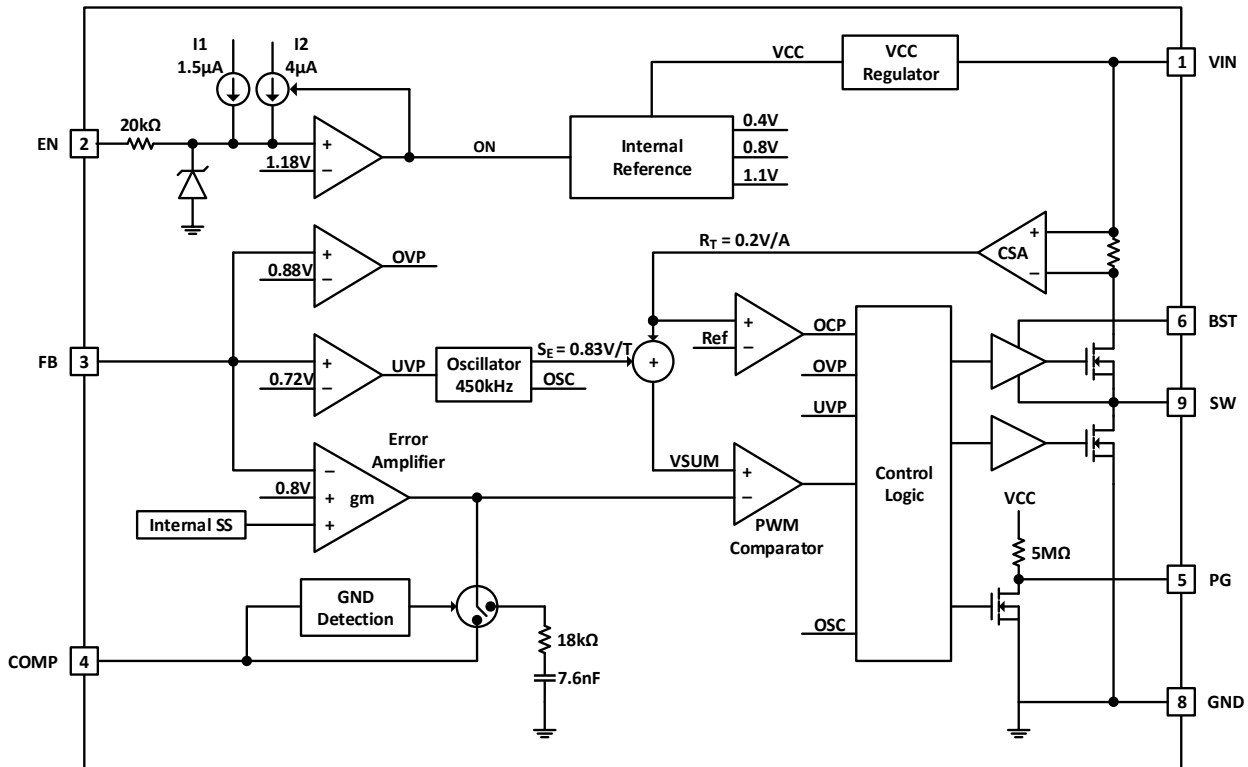 I1
1.5µA
I2
4µA
VCC
VCC
Regulator
1
VIN
20kΩ
EN
2
+
1.18V
−
ON
Internal
Reference
0.4V
0.8V
1.1V
+
0.88V
−
OVP
RT = 0.2V/A
CSA
+
−
FB
3
+
0.72V
−
UVP
Oscillator
450kHz
SE = 0.83V/T
OSC
+
+
Ref
−
OCP
OVP
UVP
6
BST
9
SW
Error
Amplifier
−
0.8V
+
gm
Internal SS
+
VSUM
+
−
PWM
Comparator
Control
Logic
VCC
5MΩ
5
PG
GND
Detection
18kΩ
7.6nF
OSC
COMP
4
8
GND